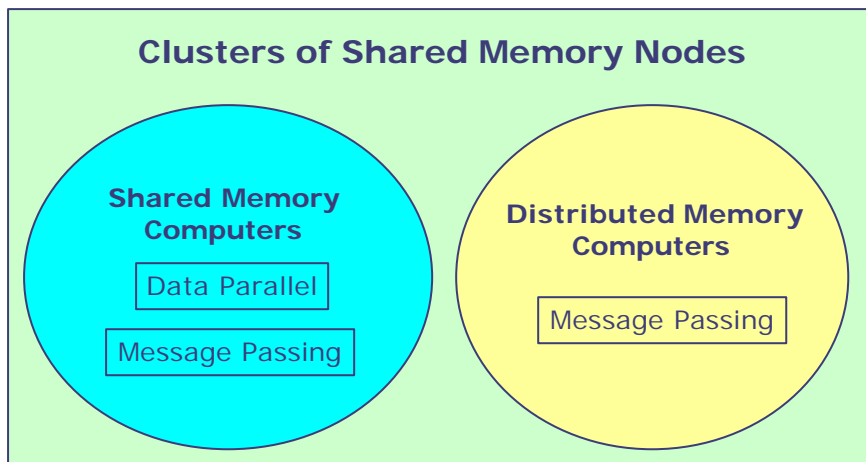 Clusters of Shared Memory Nodes
Shared Memory
Computers
Data Parallel
Message Passing
Distributed Memory
Computers
Message Passing